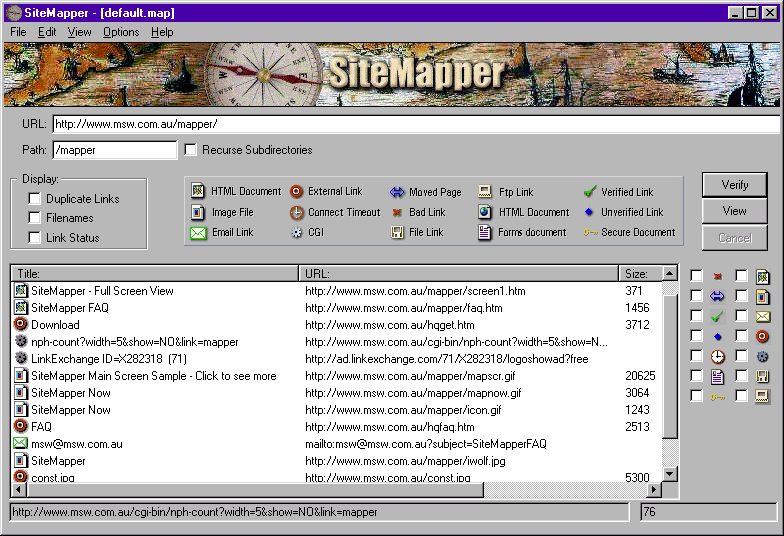 SiteMapper - [default.map]
File Edit View Options Help
SiteMapper
URL: http://www.msw.com.au/mapper/
Path: /mapper Recurse Subdirectories
Display:
Duplicate Links
Filenames
Link Status
HTML Document External Link Moved Page Ftp Link Verified Link
Image File Connect Timeout Bad Link HTML Document Unverified Link
Email Link CGI File Link Forms document Secure Document
Verify
View
Cancel
Title: URL: Size:
SiteMapper - Full Screen View http://www.msw.com.au/mapper/screen1.htm 371
SiteMapper FAQ http://www.msw.com.au/mapper/faq.htm 1456
Download http://www.msw.com.au/hqget.htm 3712
nph-count?width=5&show=NO&link=mapper http://www.msw.com.au/cgi-bin/nph-count?width=5&show=N...
LinkExchange ID=X282318 (71) http://ad.linkexchange.com/71/X282318/logoshowad?free
SiteMapper Main Screen Sample - Click to see more http://www.msw.com.au/mapper/mapscr.gif 20625
SiteMapper Now http://www.msw.com.au/mapper/mapnow.gif 3064
SiteMapper Now http://www.msw.com.au/mapper/icon.gif 1243
FAQ http://www.msw.com.au/hqfaq.htm 2513
msw@msw.com.au mailto:msw@msw.com.au?subject=SiteMapperFAQ
SiteMapper http://www.msw.com.au/mapper/iwolf.jpg
const.jpg http://www.msw.com.au/const.jpg 5300
http://www.msw.com.au/cgi-bin/nph-count?width=5&show=NO&link=mapper 76